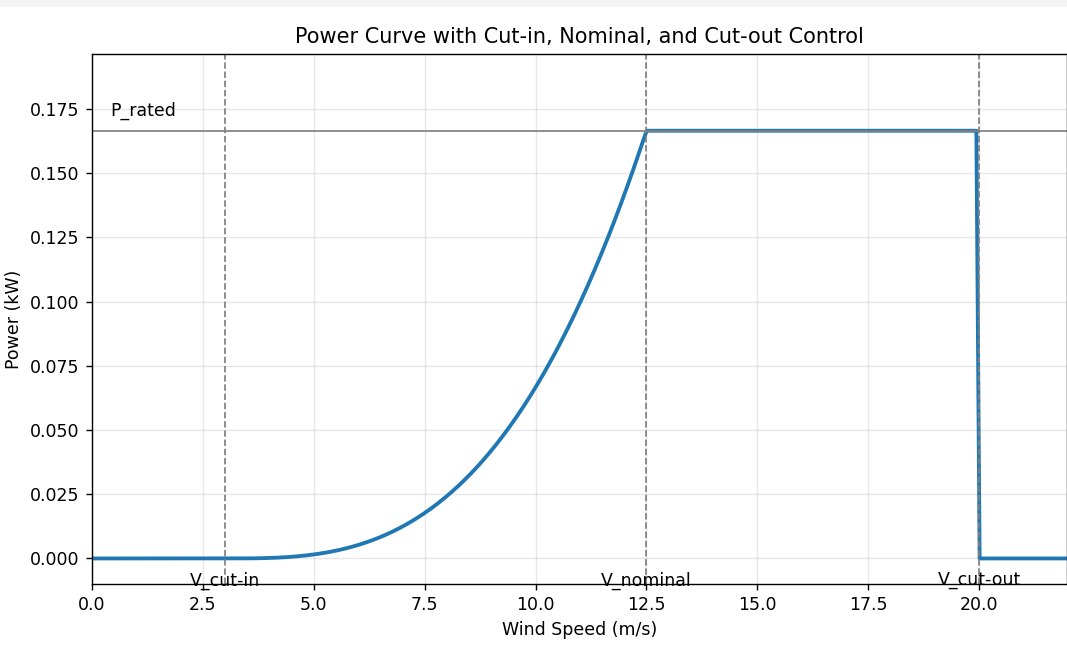 Power Curve with Cut-in, Nominal, and Cut-out Control
P_rated
0.175
0.150
0.125
0.100
0.075
0.050
0.025
0.000
Power (kW)
V_cut-in
V_nominal
V_cut-out
0.0 2.5 5.0 7.5 10.0 12.5 15.0 17.5 20.0
Wind Speed (m/s)